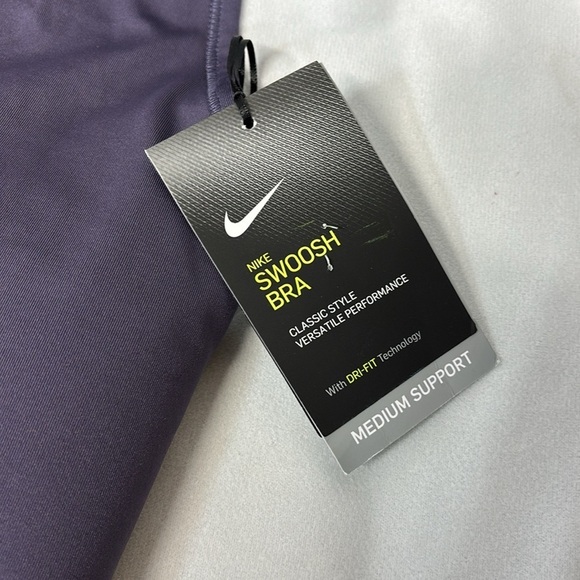 NIKE
SWOOSH
BRA
CLASSIC STYLE
VERSATILE PERFORMANCE
With DRI-FIT Technology
MEDIUM SUPPORT